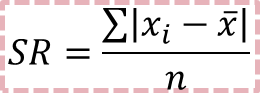 SR = ∑|xᵢ − x̄| / n